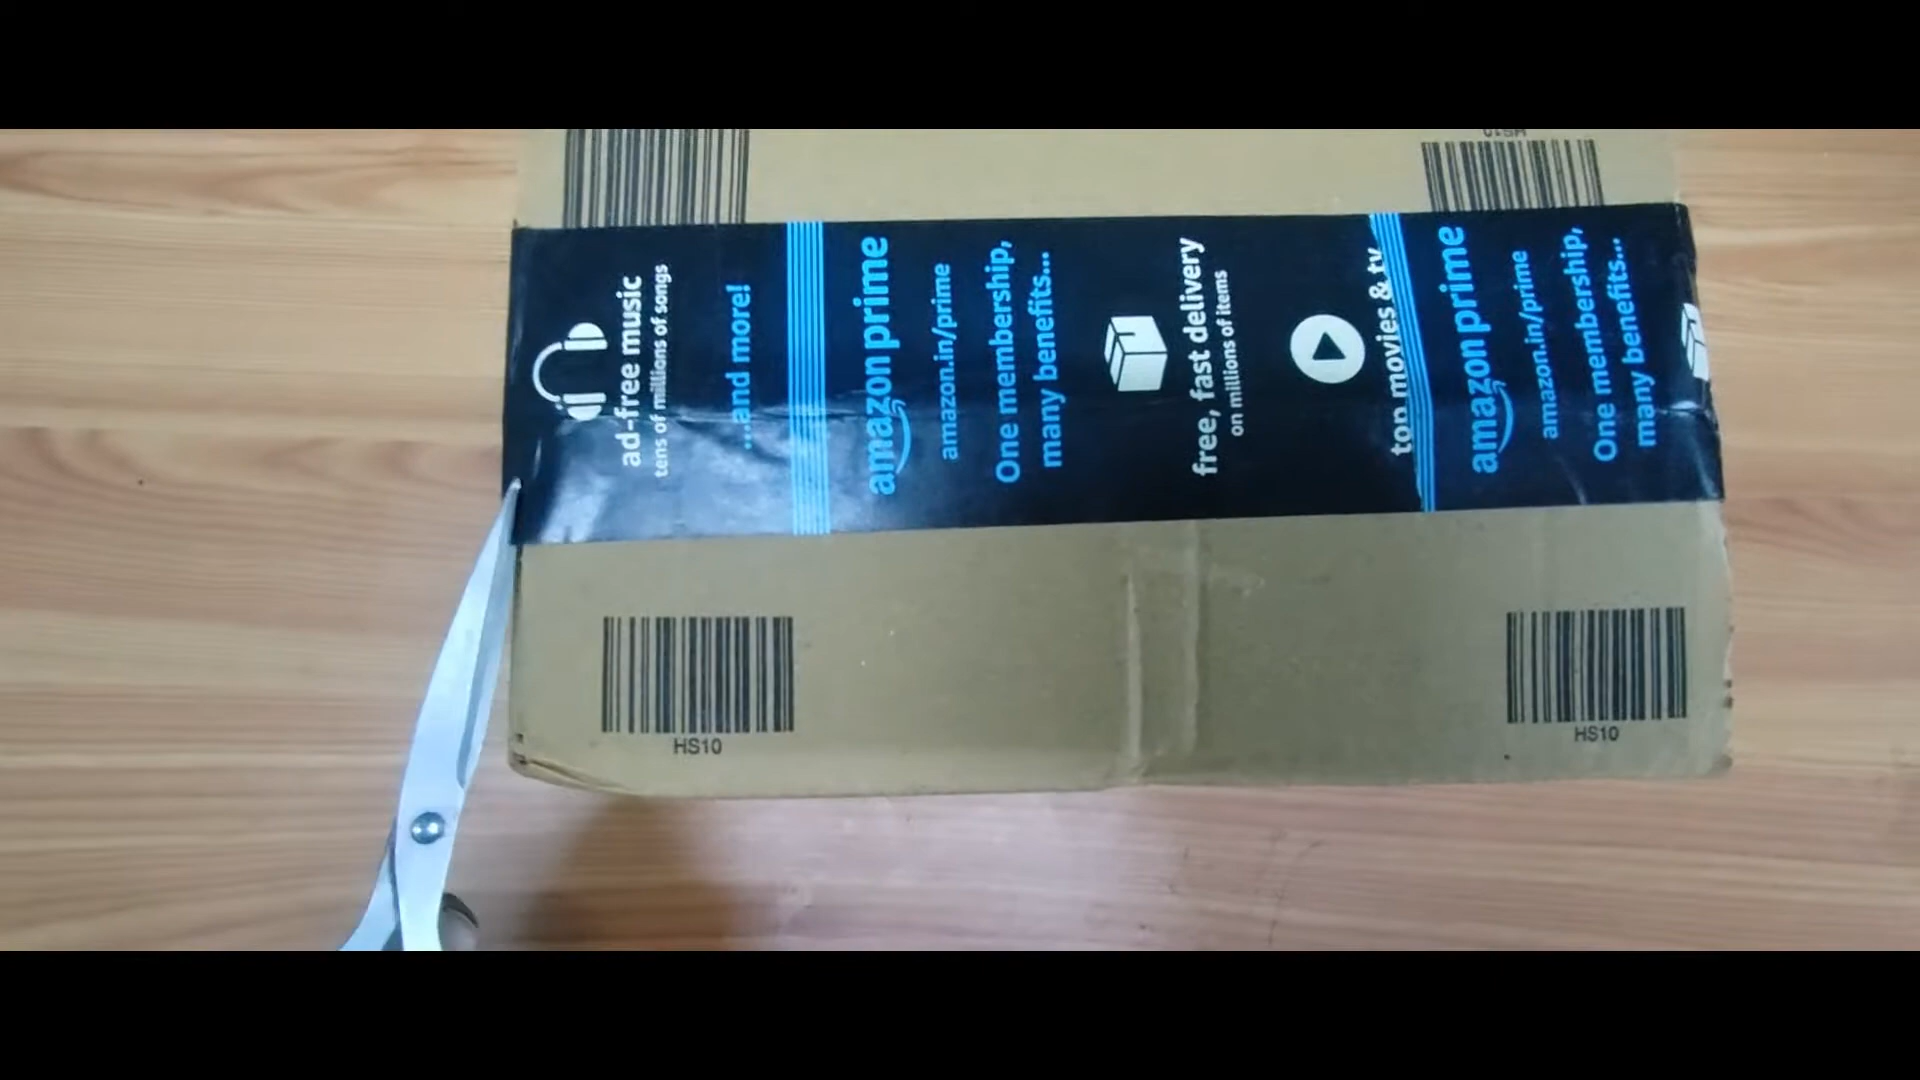 HS10
ad-free music
tens of millions of songs
...and more!
amazon prime
amazon.in/prime
One membership,
many benefits...
free, fast delivery
on millions of items
top movies & tv
amazon prime
amazon.in/prime
One membership,
many benefits...
HS10
HS10